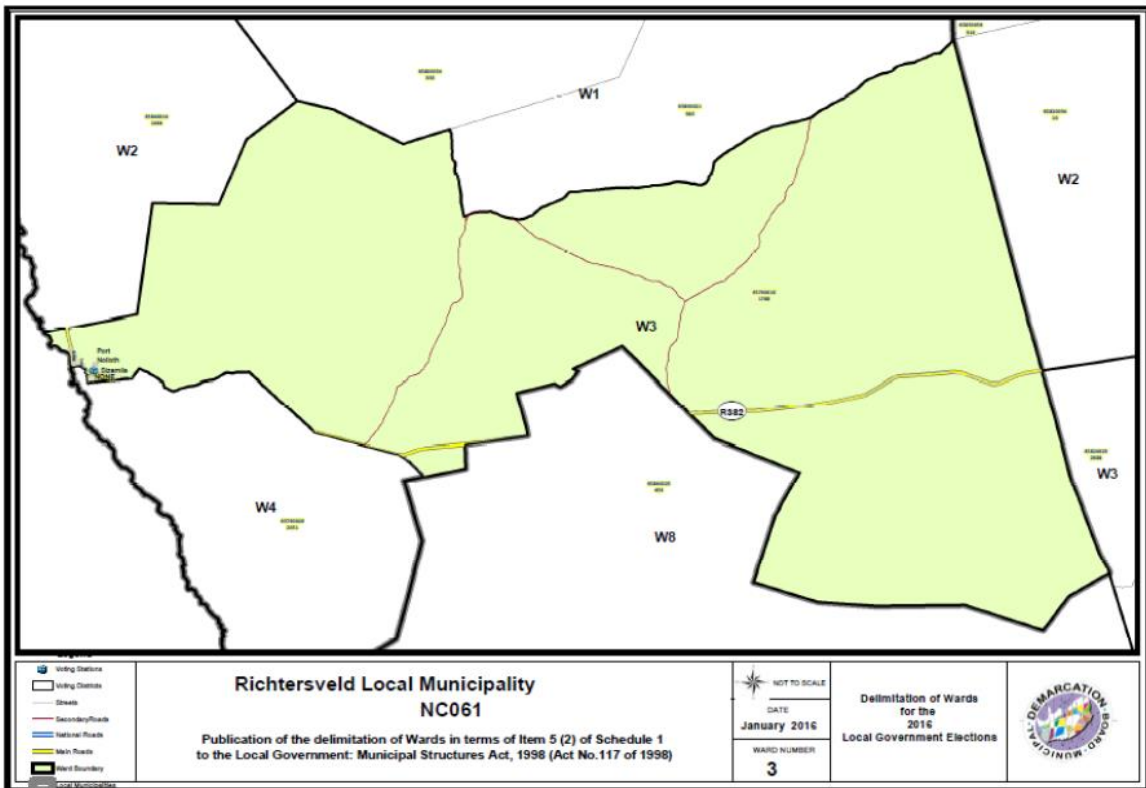 W1
W2
W2
W3
Port
Nolloth
Sizamile
NONE
R382
W3
W4
W8
Voting Stations
Voting Districts
Streets
SecondaryRoads
National Roads
Main Roads
Ward Boundary
Local Municipalities
Richtersveld Local Municipality
NC061
Publication of the delimitation of Wards in terms of Item 5 (2) of Schedule 1
to the Local Government: Municipal Structures Act, 1998 (Act No.117 of 1998)
NOT TO SCALE
DATE
January 2016
WARD NUMBER
3
Delimitation of Wards
for the
2016
Local Government Elections
MUNICIPAL DEMARCATION BOARD